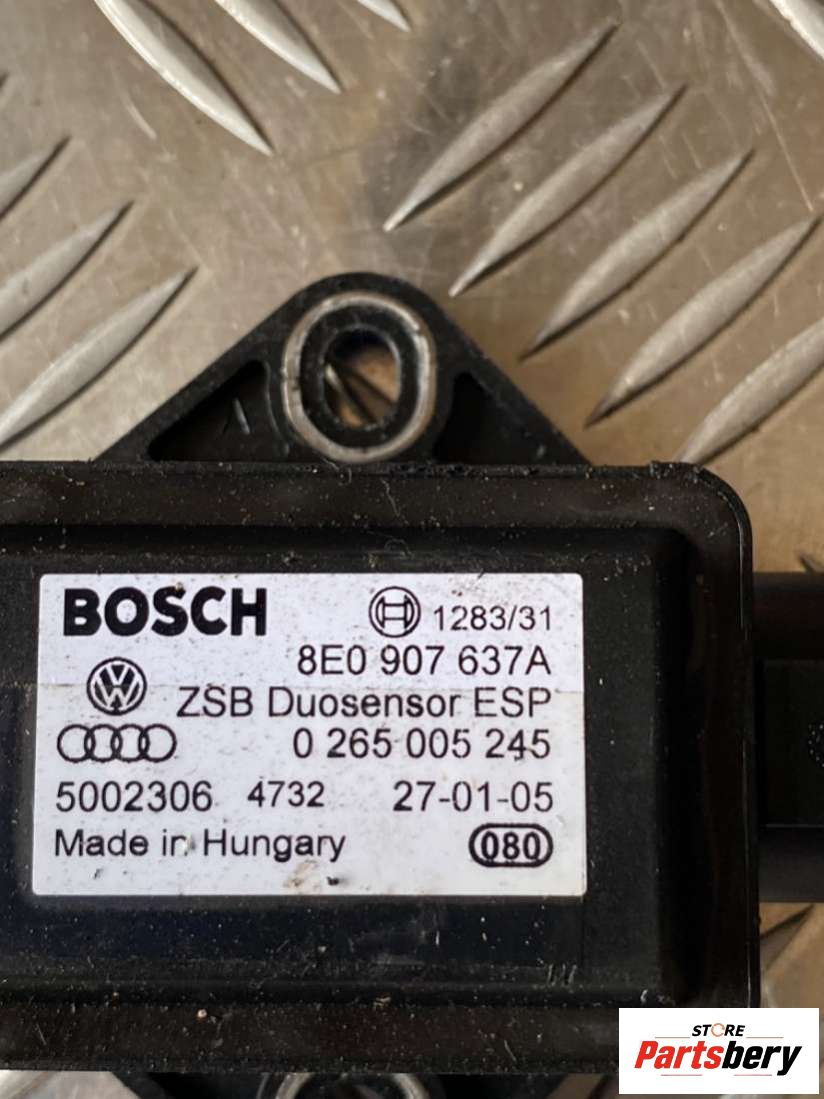 BOSCH 1283/31
8E0 907 637A
ZSB Duosensor ESP
0 265 005 245
5002306 4732 27-01-05
Made in Hungary 080
STORE
Partsbery